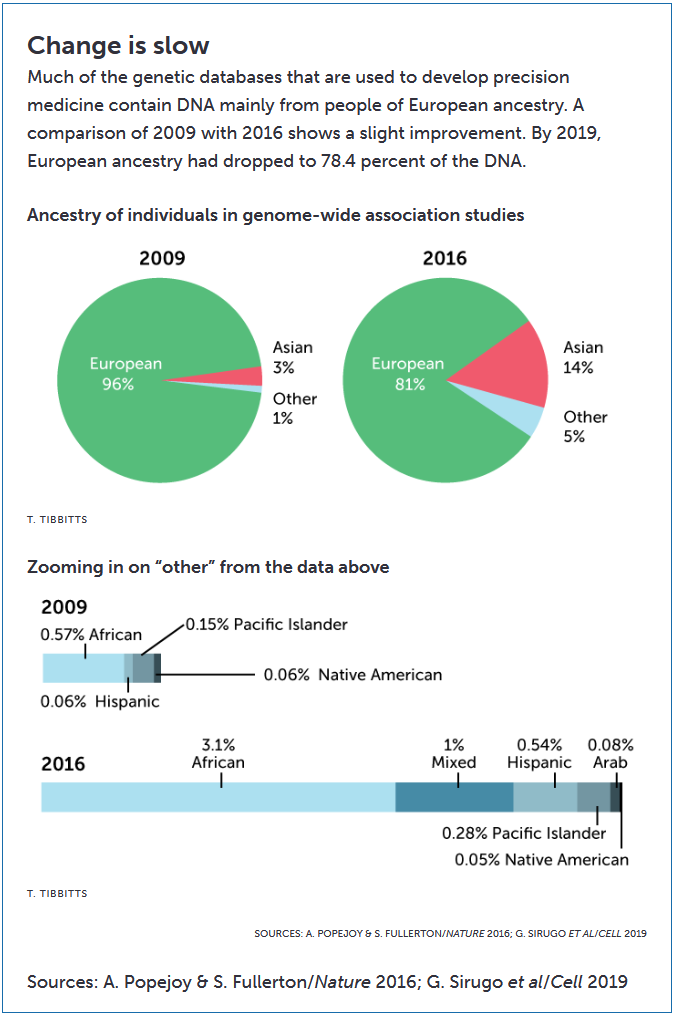 Change is slow
Much of the genetic databases that are used to develop precision
medicine contain DNA mainly from people of European ancestry. A
comparison of 2009 with 2016 shows a slight improvement. By 2019,
European ancestry had dropped to 78.4 percent of the DNA.
Ancestry of individuals in genome-wide association studies
2009
European
96%
Asian
3%
Other
1%
2016
European
81%
Asian
14%
Other
5%
T. TIBBITTS
Zooming in on “other” from the data above
2009
0.57% African
0.15% Pacific Islander
0.06% Native American
0.06% Hispanic
2016
3.1%
African
1%
Mixed
0.54%
Hispanic
0.08%
Arab
0.28% Pacific Islander
0.05% Native American
T. TIBBITTS
SOURCES: A. POPEJOY & S. FULLERTON/NATURE 2016; G. SIRUGO ET AL/CELL 2019
Sources: A. Popejoy & S. Fullerton/Nature 2016; G. Sirugo et al/Cell 2019